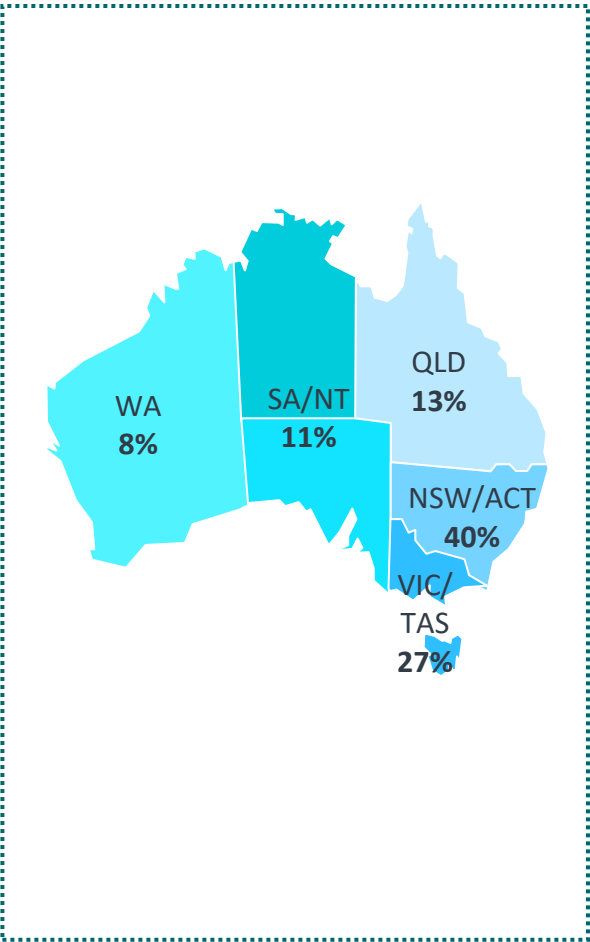 QLD
13%
WA
8%
SA/NT
11%
NSW/ACT
40%
VIC/
TAS
27%